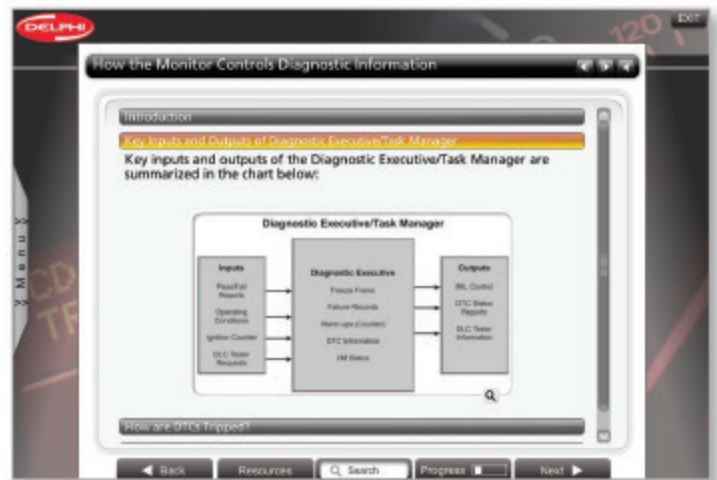 DELPHI
120
EXIT
How the Monitor Controls Diagnostic Information
Introduction
Key Inputs and Outputs of Diagnostic Executive/Task Manager
Key inputs and outputs of the Diagnostic Executive/Task Manager are
summarized in the chart below:
Diagnostic Executive/Task Manager
Inputs
Pass/Fail
Reports
Operating
Conditions
Ignition Counter
DLC Tester
Requests
Diagnostic Executive
Freeze Frame
Failure Records
Warm-ups (Counter)
DTC Information
I/M Status
Outputs
MIL Control
DTC Status
Reports
DLC Tester
Information
How are DTCs Tripped?
>> Menu >>
CD
TR
Back
Resources
Search
Progress
Next